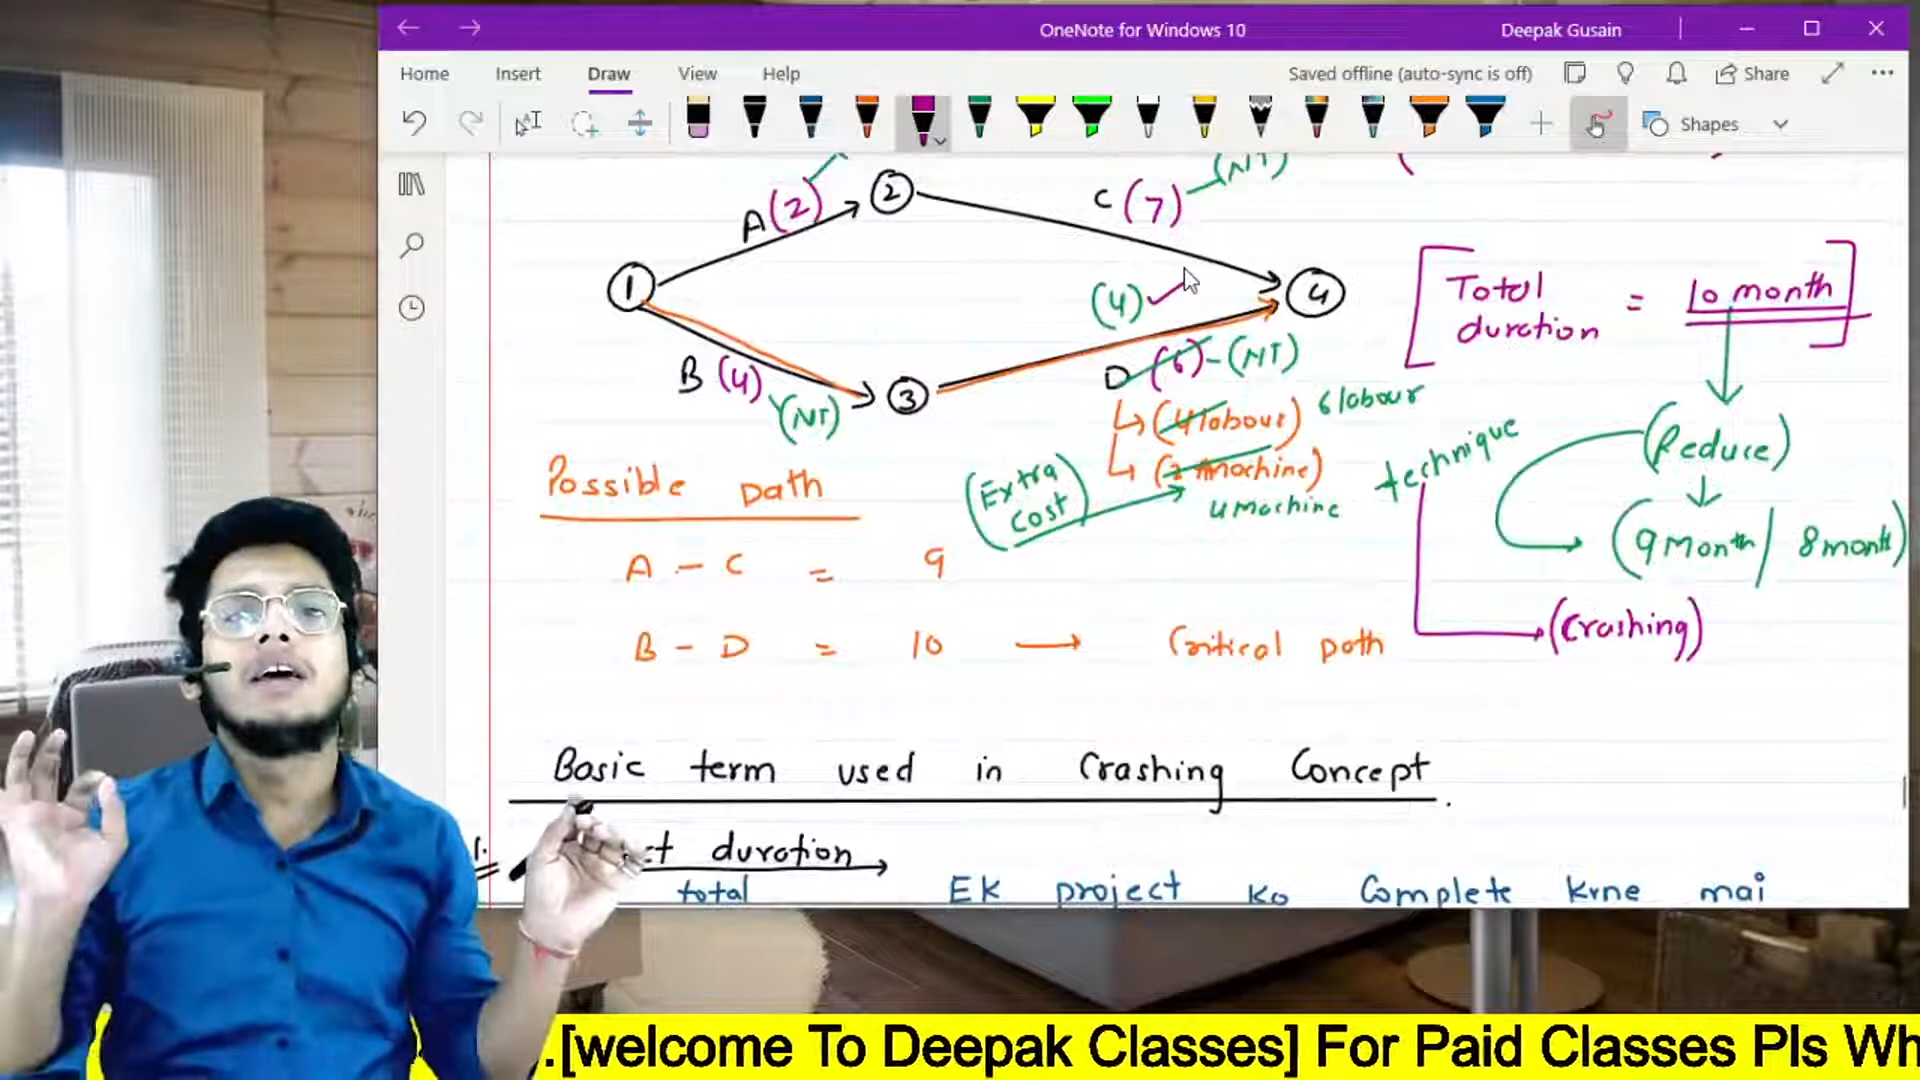 OneNote for Windows 10
Deepak Gusain
Home Insert Draw View Help
Saved offline (auto-sync is off) Share
Shapes
A (2)
2
C (7)
(NT)
1
(4)
4
B (4)
(NT)
3
D (6) - (NT)
(4 labour) 6 labour
(2 machine)
4 machine
(Extra
Cost)
Total
duration = 10 month
(Reduce)
(9 Month / 8 month)
technique
(Crashing)
Possible path
A - C = 9
B - D = 10 → Critical path
Basic term used in Crashing Concept.
1. ct duration
total EK project Ko Complete krne mai
.[welcome To Deepak Classes] For Paid Classes Pls Wh